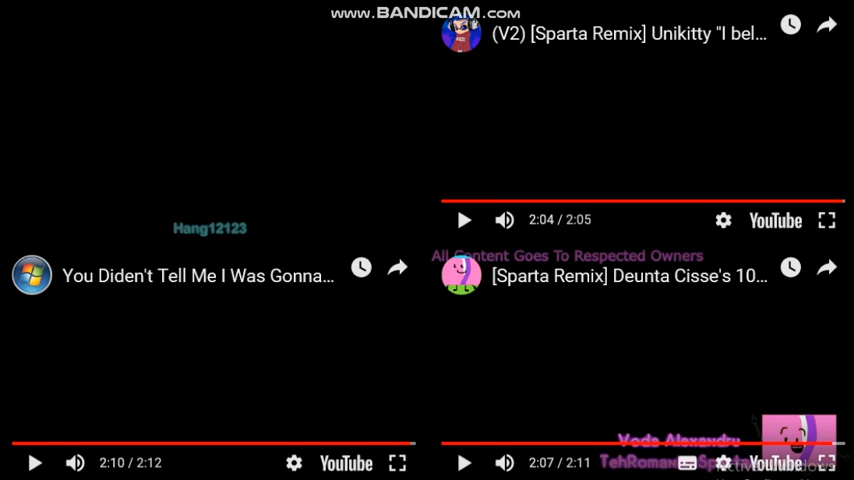 www.BANDICAM.com
(V2) [Sparta Remix] Unikitty "I bel...
2:04 / 2:05
YouTube
Hang12123
All Content Goes To Respected Owners
You Diden't Tell Me I Was Gonna...
[Sparta Remix] Deunta Cisse's 10...
Voda Alexandru
2:10 / 2:12
YouTube
2:07 / 2:11
YouTube